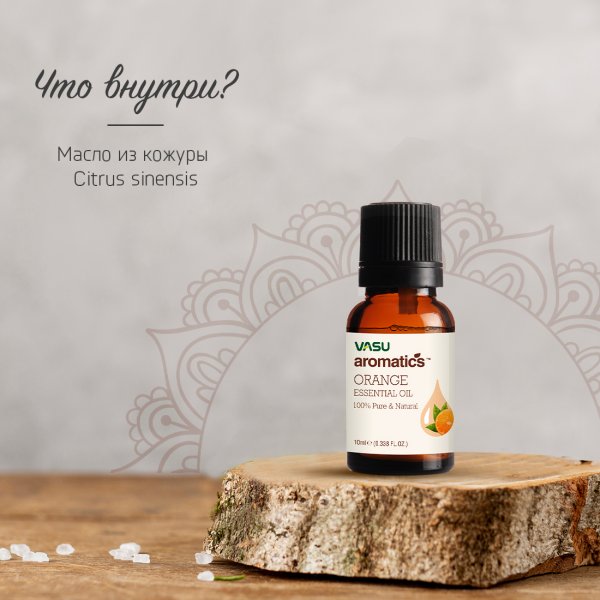 Что внутри?
Масло из кожуры
Citrus sinensis
VASU
aromatics™
ORANGE
ESSENTIAL OIL
100% Pure & Natural
10ml℮ (0.338 FL.OZ.)